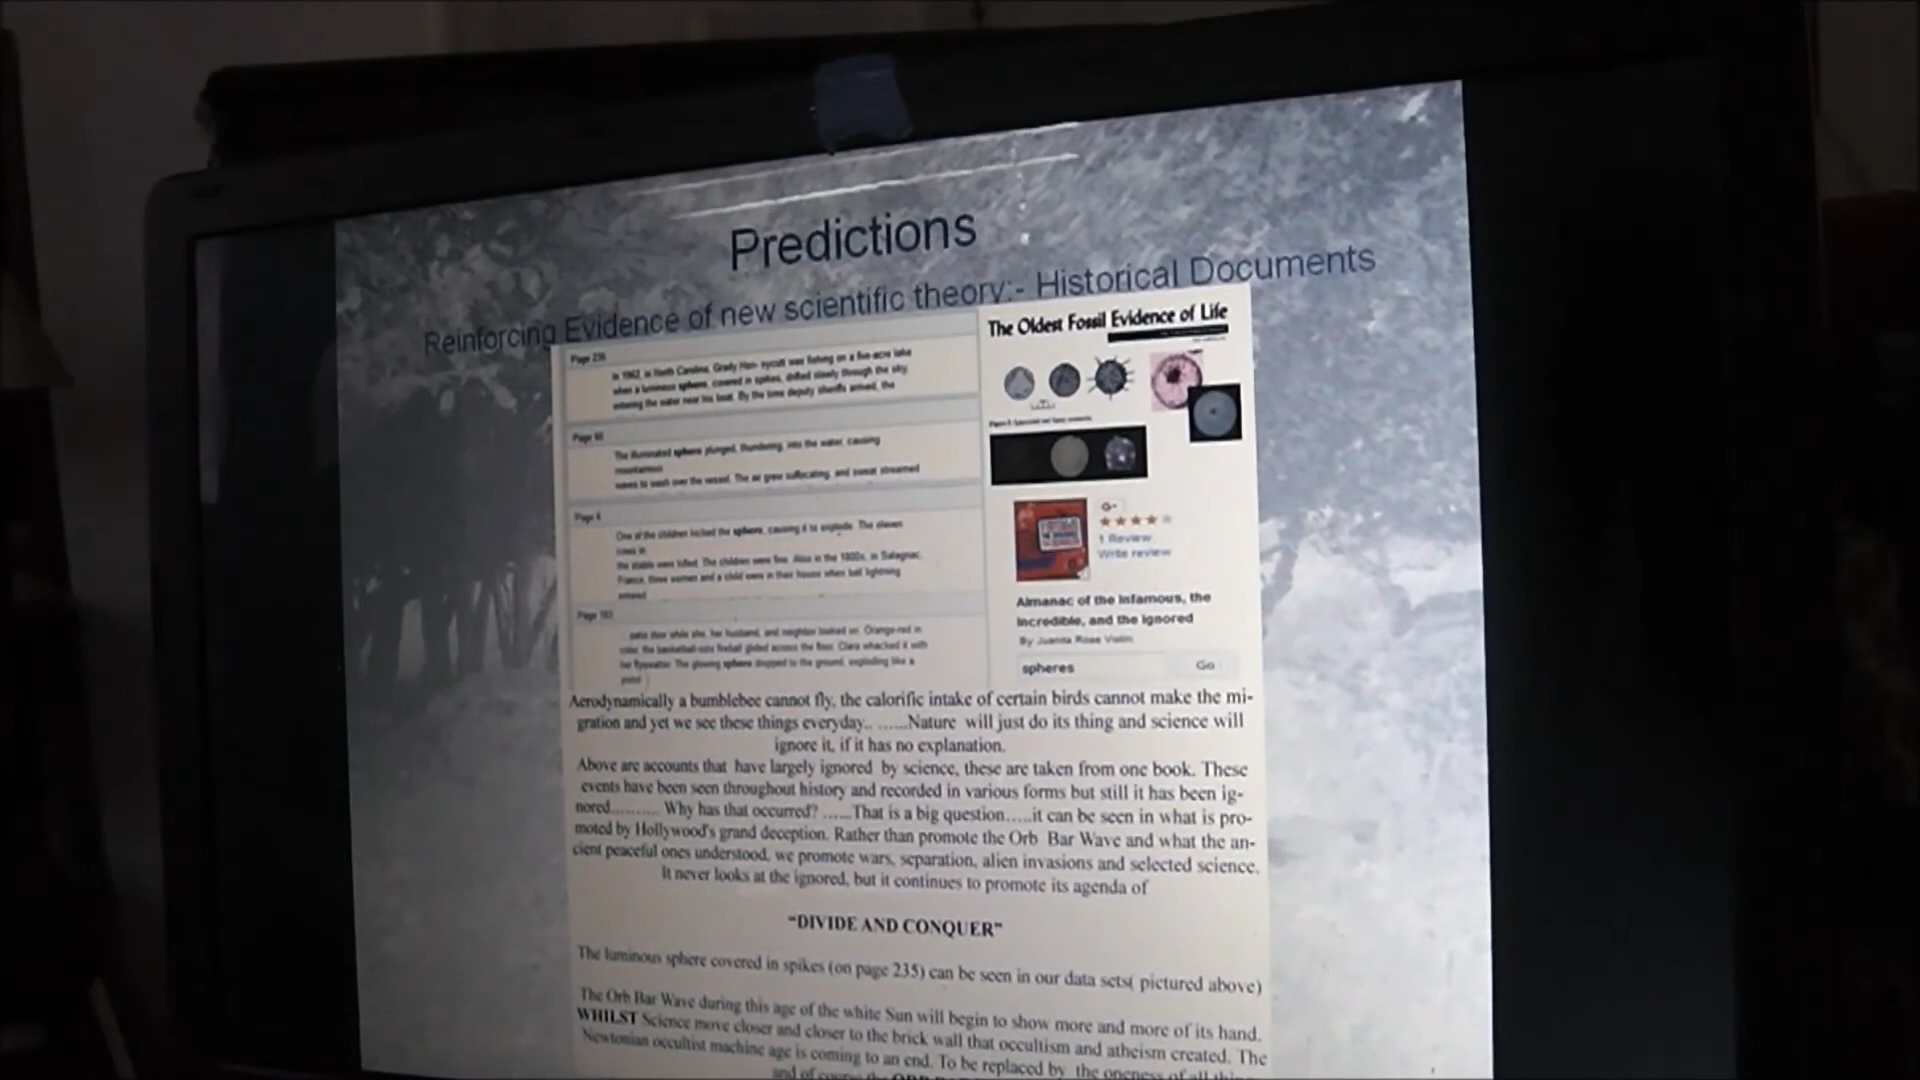 Predictions
Reinforcing Evidence of new scientific theory:- Historical Documents
Page 235
in 1962, in North Carolina, Grady Hon- eycutt was fishing on a five-acre lake
when a luminous sphere, covered in spikes, drifted slowly through the sky,
entering the water near his boat. By the time deputy sheriffs arrived, the
Page 60
The illuminated sphere plunged, thundering, into the water, causing
mountainous
waves to wash over the vessel. The air grew suffocating, and sweat streamed
Page 6
One of the children kicked the sphere, causing it to explode. The eleven
cows in
the stable were killed. The children were fine. Also in the 1800s, in Salagnac,
France, three women and a child were in their house when ball lightning
entered
Page 183
patio door while she, her husband, and neighbor looked on. Orange-red in
color, the basketball-size fireball glided across the floor. Clara whacked it with
her flyswatter. The glowing sphere dropped to the ground, exploding like a
The Oldest Fossil Evidence of Life
1 Review
Write review
Almanac of the Infamous, the
Incredible, and the Ignored
By Juanita Rose Violini
spheres Go
Aerodynamically a bumblebee cannot fly, the calorific intake of certain birds cannot make the mi-
gration and yet we see these things everyday.. ......Nature will just do its thing and science will
ignore it, if it has no explanation.
Above are accounts that have largely ignored by science, these are taken from one book. These
events have been seen throughout history and recorded in various forms but still it has been ig-
nored.......... Why has that occurred? ......That is a big question.....it can be seen in what is pro-
moted by Hollywood's grand deception. Rather than promote the Orb Bar Wave and what the an-
cient peaceful ones understood, we promote wars, separation, alien invasions and selected science.
It never looks at the ignored, but it continues to promote its agenda of
"DIVIDE AND CONQUER"
The luminous sphere covered in spikes (on page 235) can be seen in our data sets( pictured above)
The Orb Bar Wave during this age of the white Sun will begin to show more and more of its hand.
WHILST Science move closer and closer to the brick wall that occultism and atheism created. The
Newtonian occultist machine age is coming to an end. To be replaced by the oneness of all
and of course the